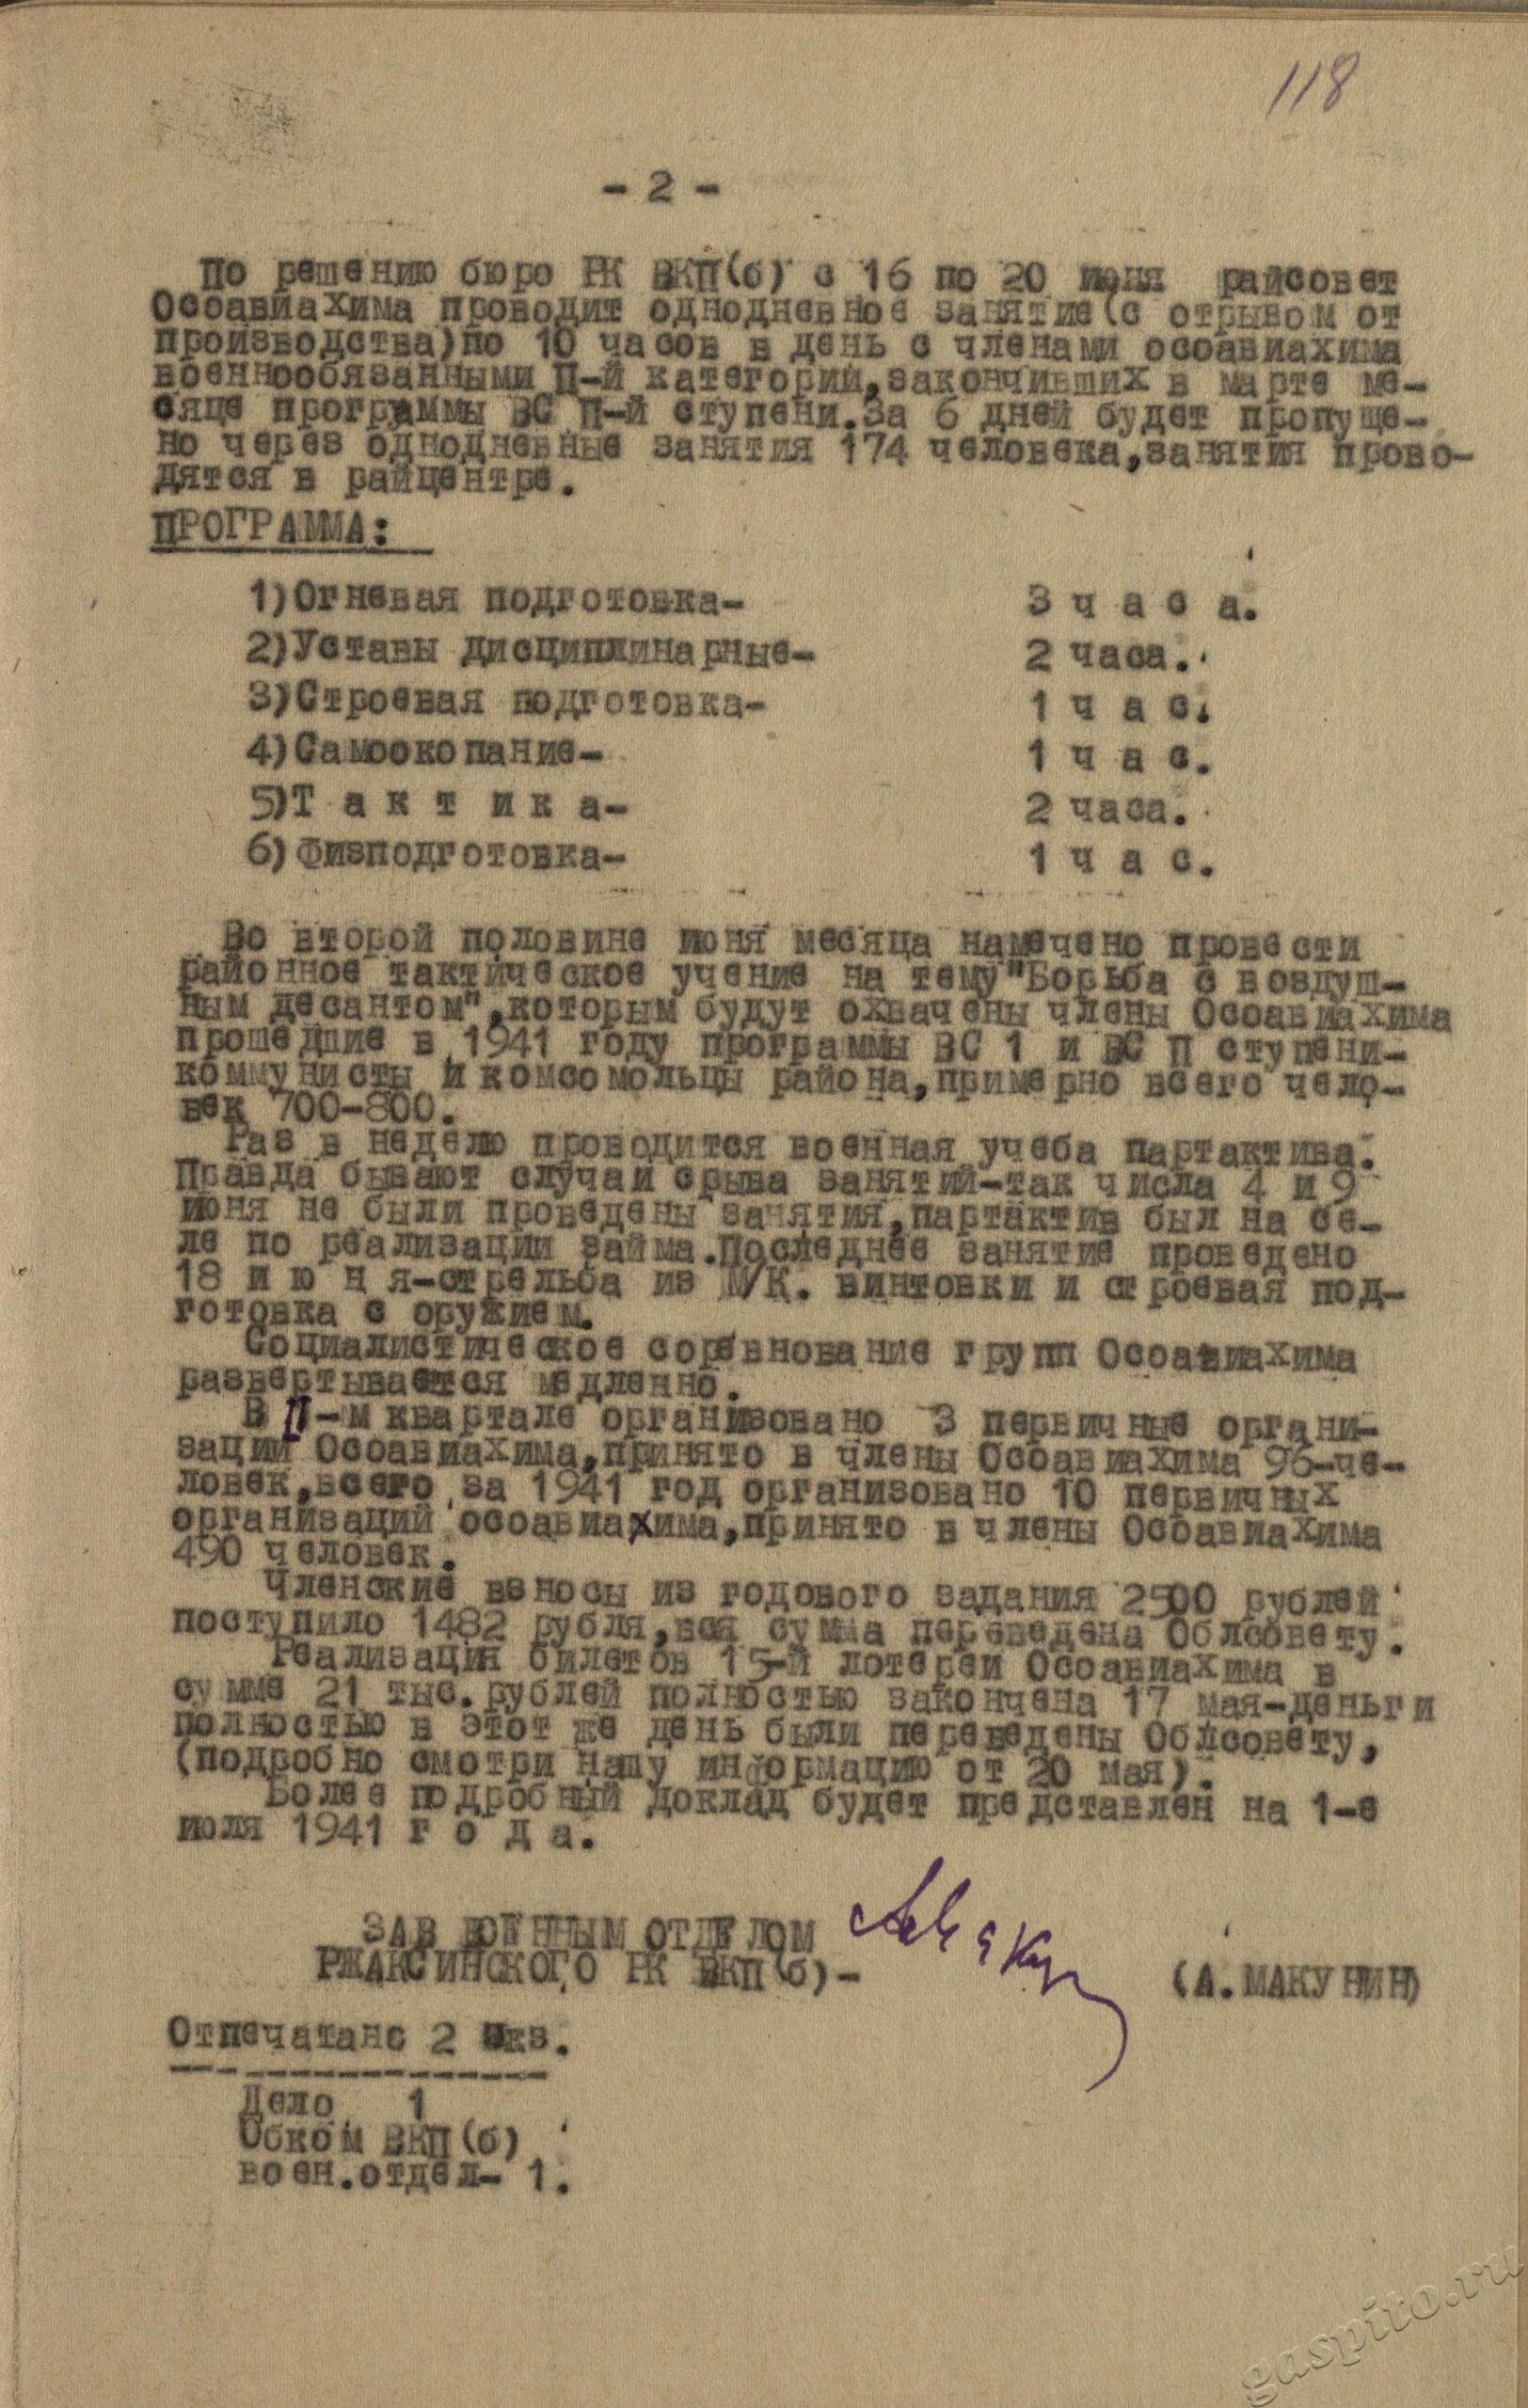 118
- 2 -
По решению бюро РК ВКП(б) с 16 по 20 июня райсовет
Осоавиахима проводит однодневное занятие(с отрывом от
производства)по 10 часов в день с членами осоавиахима
военнообязанными П-й категории,закончивших в марте ме-
сяце программы ВС П-й ступени.За 6 дней будет пропуще-
но через однодневные занятия 174 человека,занятия прово-
дятся в райцентре.
ПРОГРАММА:
1)Огневая подготовка- 3 ч а с а.
2)Уставы дисциплинарные- 2 часа.
3)Строевая подготовка- 1 ч а с.
4)Самоокопание- 1 ч а с.
5)Т а к т и к а- 2 часа.
6)Физподготовка- 1 ч а с.
Во второй половине июня месяца намечено провести
районное тактическое учение на тему"Борьба с воздуш-
ным десантом",которым будут охвачены члены Осоавиахима
прошедшие в 1941 году программы ВС 1 и ВС П ступени-
коммунисты и комсомольцы района,примерно всего чело-
век 700-800.
Раз в неделю проводится военная учеба партактива.
Правда бывают случаи срыва занятий-так числа 4 и 9
июня не были проведены занятия,партактив был на се-
ле по реализации займа.Последнее занятие проведено
18 и ю н я-стрельба из М/К. винтовки и строевая под-
готовка с оружием.
Социалистическое соревнование групп Осоавиахима
развертывается медленно.
В II-м квартале организовано 3 первичные органи-
зации Осоавиахима,принято в члены Осоавиахима 96-че-
ловек,всего за 1941 год организовано 10 первичных
организаций осоавиахима,принято в члены Осоавиахима
490 человек.
Членские взносы из годового задания 2500 рублей
поступило 1482 рубля,вся сумма переведена Облсовету.
Реализация билетов 15-й лотереи Осоавиахима в
сумме 21 тыс.рублей полностью закончена 17 мая-деньги
полностью в этот же день были переведены Облсовету,
(подробно смотри нашу информацию от 20 мая).
Более подробный доклад будет представлен на 1-е
июля 1941 г о д а.
ЗАВ ВОЕННЫМ ОТДЕЛОМ
РЖАКСИНСКОГО РК ВКП(б)- (А.МАКУНИН)
Отпечатано 2 экз.
Дело 1
Обком ВКП(б)
воен.отдел- 1.
gaspito.ru